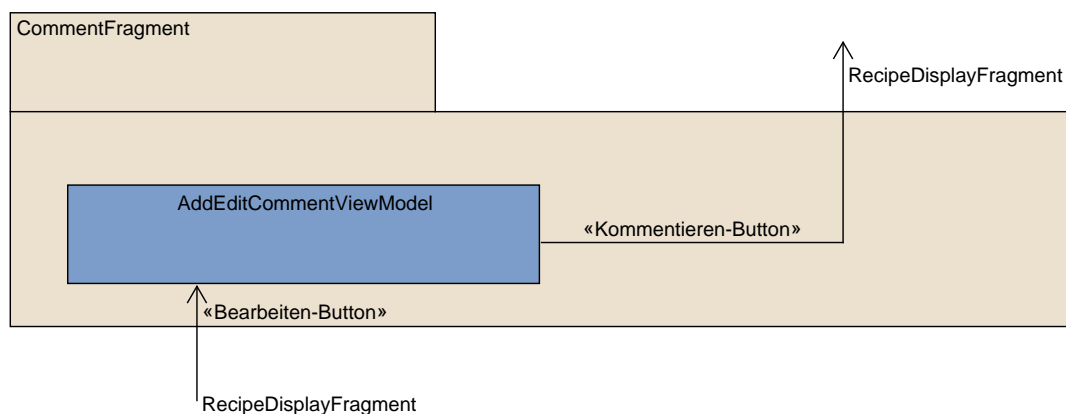 CommentFragment
RecipeDisplayFragment
AddEditCommentViewModel
«Kommentieren-Button»
«Bearbeiten-Button»
RecipeDisplayFragment